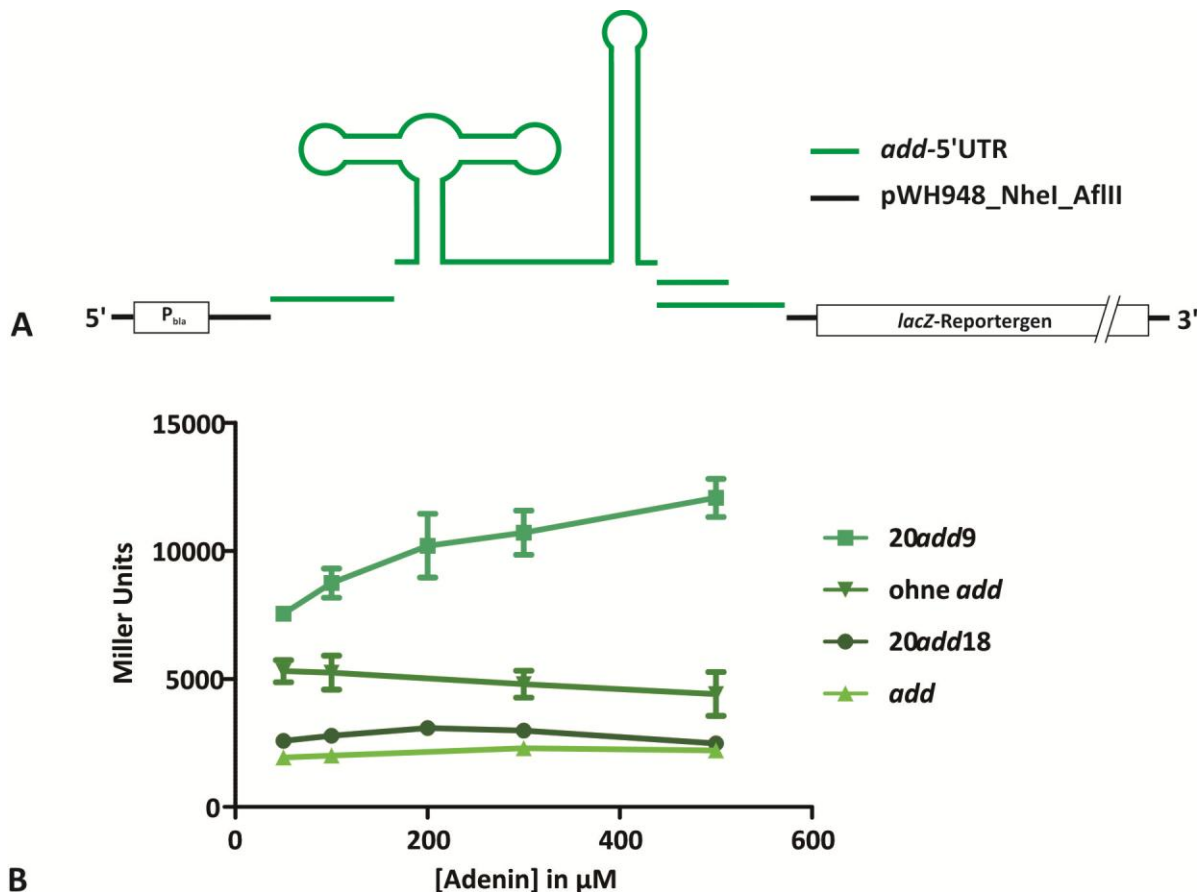 add-5'UTR
pWH948_NheI_AflII
A
5'
Pbla
lacZ-Reportergen
3'
15000
10000
5000
0
Miller Units
0
200
400
600
[Adenin] in µM
20add9
ohne add
20add18
add
B